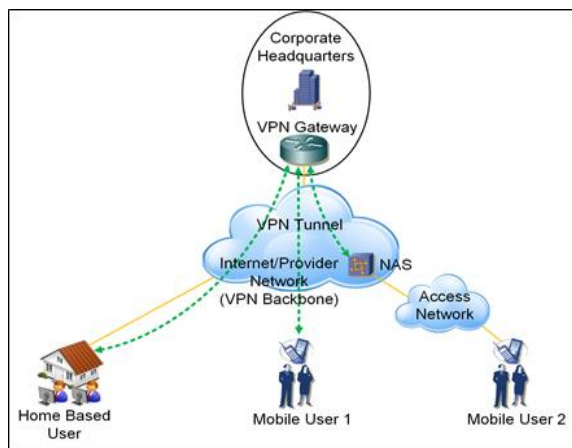 Corporate
Headquarters
VPN Gateway
VPN Tunnel
Internet/Provider
Network
(VPN Backbone)
NAS
Access
Network
Home Based
User
Mobile User 1
Mobile User 2